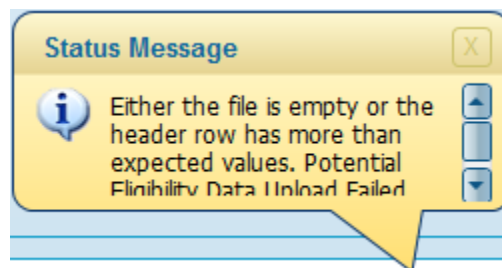 Status Message
X
Either the file is empty or the
header row has more than
expected values. Potential
Eligibility Data Upload Failed